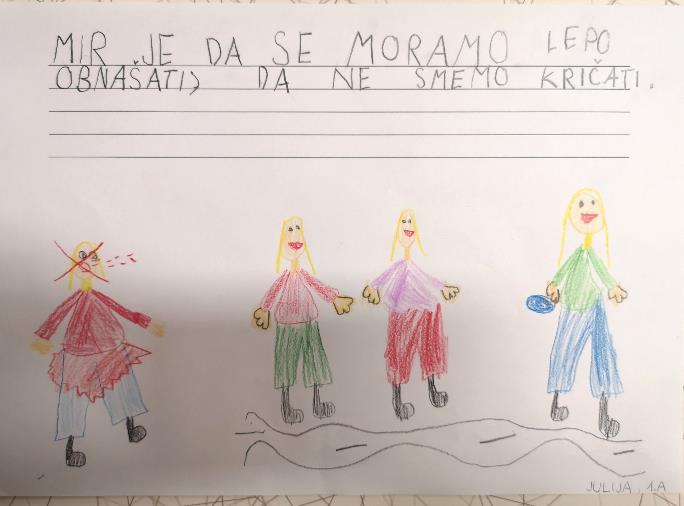 MIR JE DA SE MORAMO LEPO
OBNAŠATI, DA NE SMEMO KRIČATI.
JULIJA, 1.A